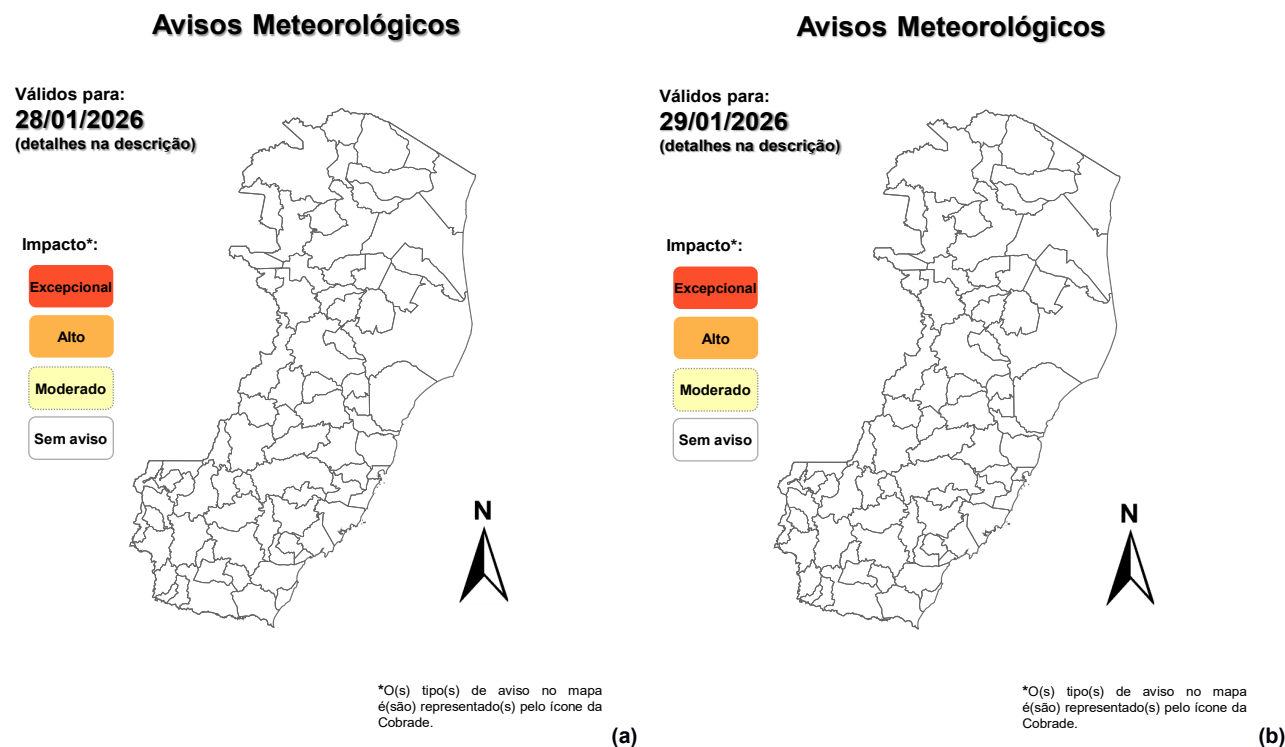 Avisos Meteorológicos
Válidos para:
28/01/2026
(detalhes na descrição)
Impacto*:
Excepcional
Alto
Moderado
Sem aviso
N
*O(s) tipo(s) de aviso no mapa
é(são) representado(s) pelo ícone da
Cobrade.
(a)
Avisos Meteorológicos
Válidos para:
29/01/2026
(detalhes na descrição)
Impacto*:
Excepcional
Alto
Moderado
Sem aviso
N
*O(s) tipo(s) de aviso no mapa
é(são) representado(s) pelo ícone da
Cobrade.
(b)